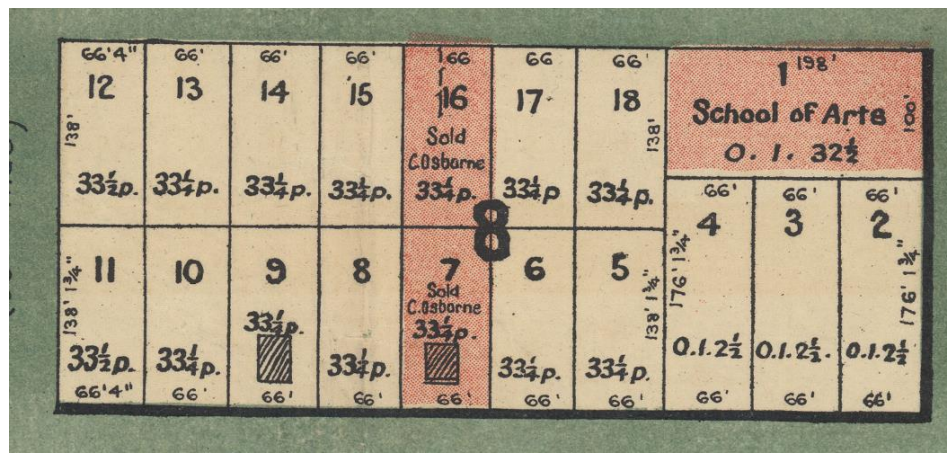 66'4" 66' 66' 66' 66 66 66' 1 198'
12 13 14 15 16 17 18
138' Sold 138' School of Arts 100'
C.Osborne 0. 1. 32½
33½p. 33¼p. 33¼p. 33¼p. 33¼p. 33¼p 33¼p.
8
66' 66' 66'
4 3 2
176' 1¾" 176' 1¾"
0.1.2½ 0.1.2½. 0.1.2½
66' 66' 66'
11 10 9 8 7 6 5
138' 1¾" Sold 138' 1¾"
C.Osborne
33¼p. 33¼p.
33½p. 33¼p. 33¼p. 33¼p. 33¼p.
66'4" 66' 66' 66' 66' 66' 66'